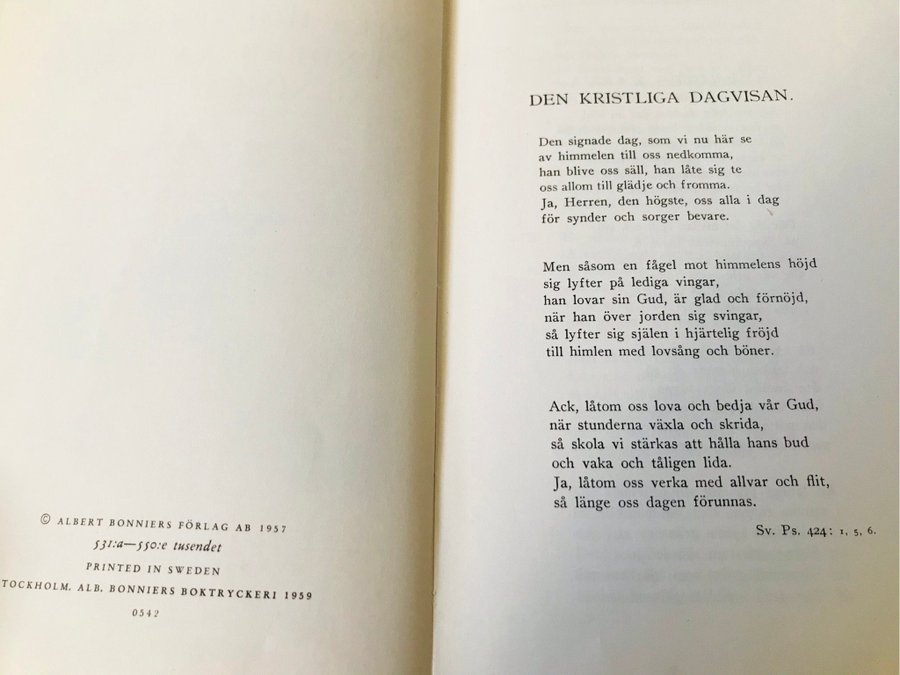 © ALBERT BONNIERS FÖRLAG AB 1957
531:a—550:e tusendet
PRINTED IN SWEDEN
TOCKHOLM. ALB. BONNIERS BOKTRYCKERI 1959
0542
DEN KRISTLIGA DAGVISAN.
Den signade dag, som vi nu här se
av himmelen till oss nedkomma,
han blive oss säll, han låte sig te
oss allom till glädje och fromma.
Ja, Herren, den högste, oss alla i dag
för synder och sorger bevare.
Men såsom en fågel mot himmelens höjd
sig lyfter på lediga vingar,
han lovar sin Gud, är glad och förnöjd,
när han över jorden sig svingar,
så lyfter sig själen i hjärtelig fröjd
till himlen med lovsång och böner.
Ack, låtom oss lova och bedja vår Gud,
när stunderna växla och skrida,
så skola vi stärkas att hålla hans bud
och vaka och tåligen lida.
Ja, låtom oss verka med allvar och flit,
så länge oss dagen förunnas.
Sv. Ps. 424: 1, 5, 6.